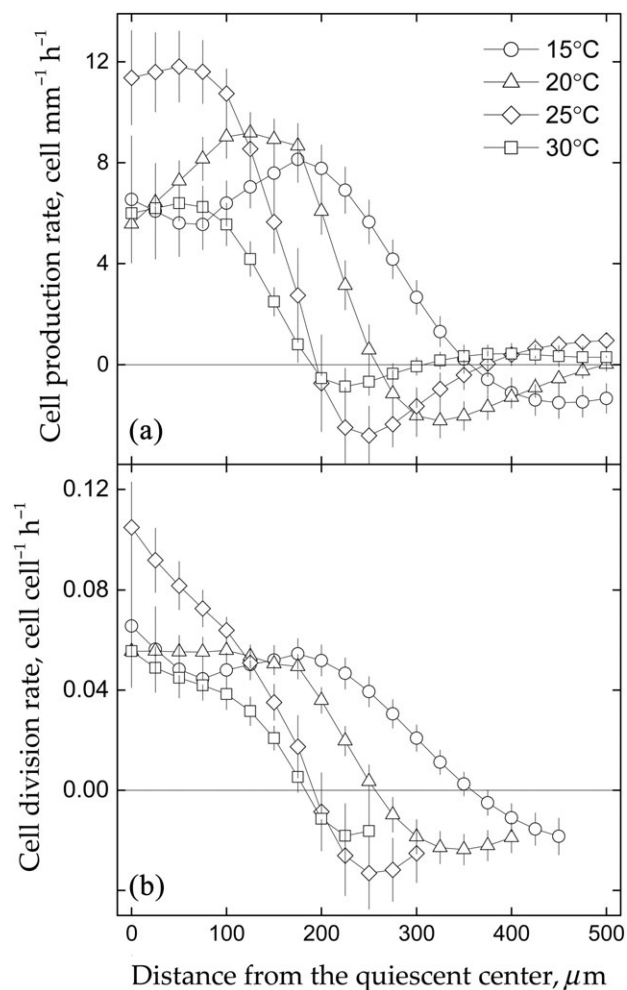 Cell production rate, cell mm⁻¹ h⁻¹
12
8
4
0
15°C
20°C
25°C
30°C
(a)
Cell division rate, cell cell⁻¹ h⁻¹
0.12
0.08
0.04
0.00
(b)
0 100 200 300 400 500
Distance from the quiescent center, μm